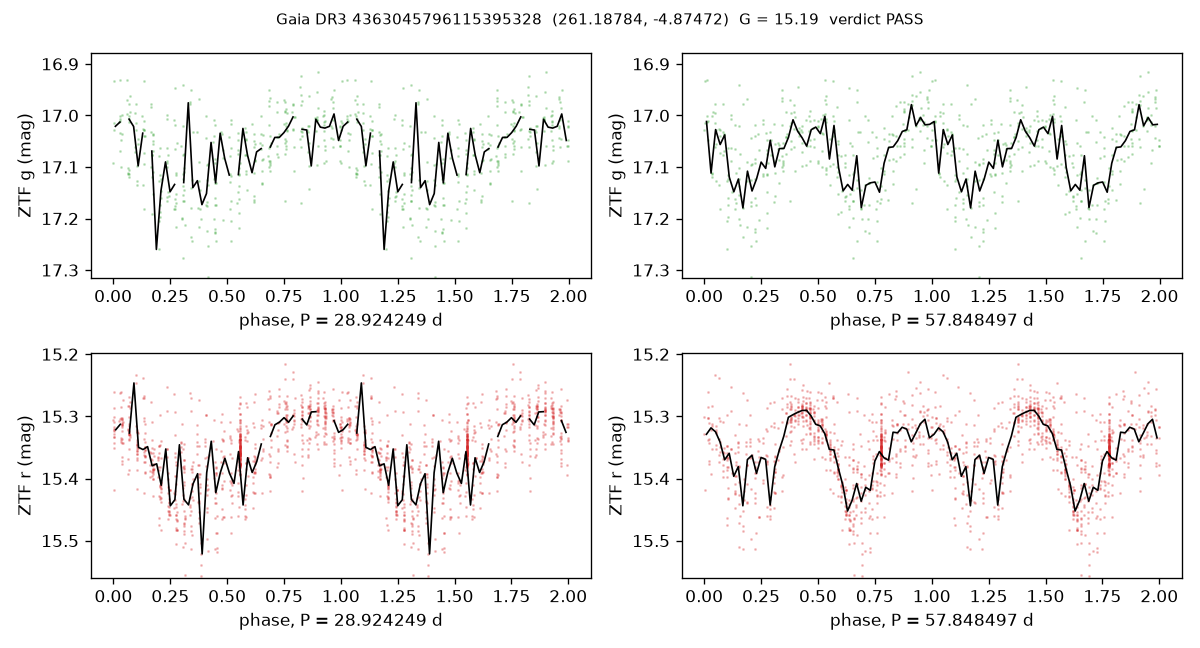 Gaia DR3 4363045796115395328 (261.18784, -4.87472) G = 15.19 verdict PASS
16.9
17.0
17.1
17.2
17.3
ZTF g (mag)
0.00 0.25 0.50 0.75 1.00 1.25 1.50 1.75 2.00
phase, P = 28.924249 d
16.9
17.0
17.1
17.2
17.3
ZTF g (mag)
0.00 0.25 0.50 0.75 1.00 1.25 1.50 1.75 2.00
phase, P = 57.848497 d
15.2
15.3
15.4
15.5
ZTF r (mag)
0.00 0.25 0.50 0.75 1.00 1.25 1.50 1.75 2.00
phase, P = 28.924249 d
15.2
15.3
15.4
15.5
ZTF r (mag)
0.00 0.25 0.50 0.75 1.00 1.25 1.50 1.75 2.00
phase, P = 57.848497 d